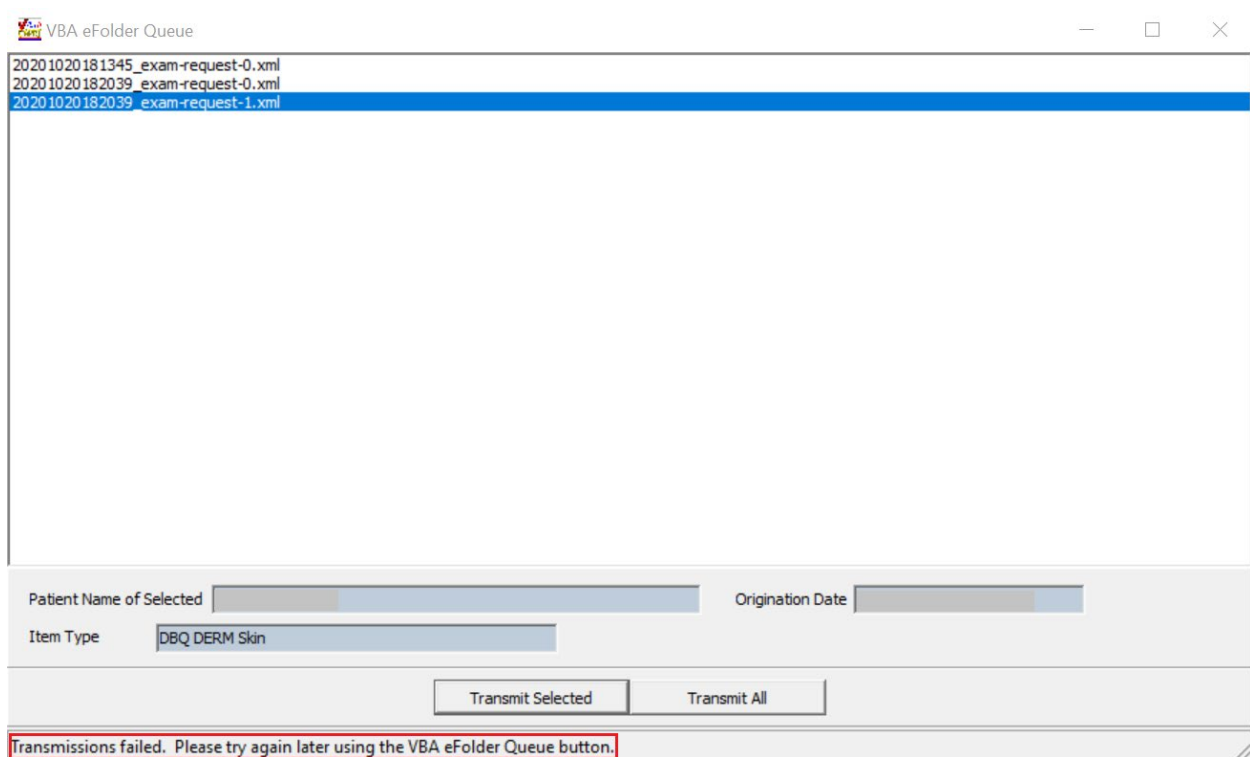 VBA eFolder Queue
20201020181345_exam-request-0.xml
20201020182039_exam-request-0.xml
20201020182039_exam-request-1.xml
Patient Name of Selected Origination Date
Item Type DBQ DERM Skin
Transmit Selected Transmit All
Transmissions failed.  Please try again later using the VBA eFolder Queue button.